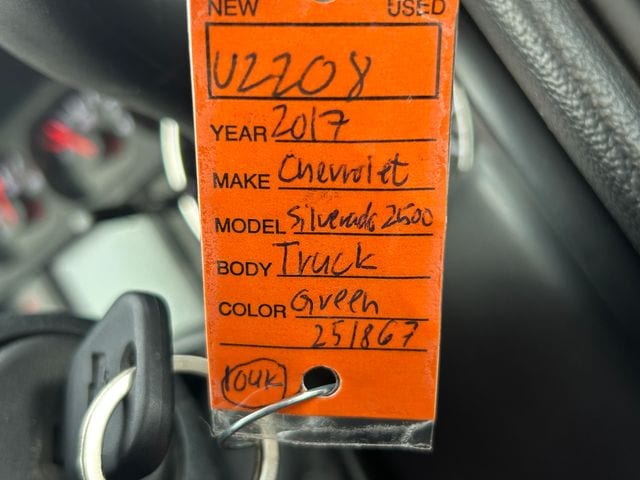 NEW USED
U2208
YEAR 2017
MAKE Chevrolet
MODEL Silverado 2500
BODY Truck
COLOR Green
251867
104K